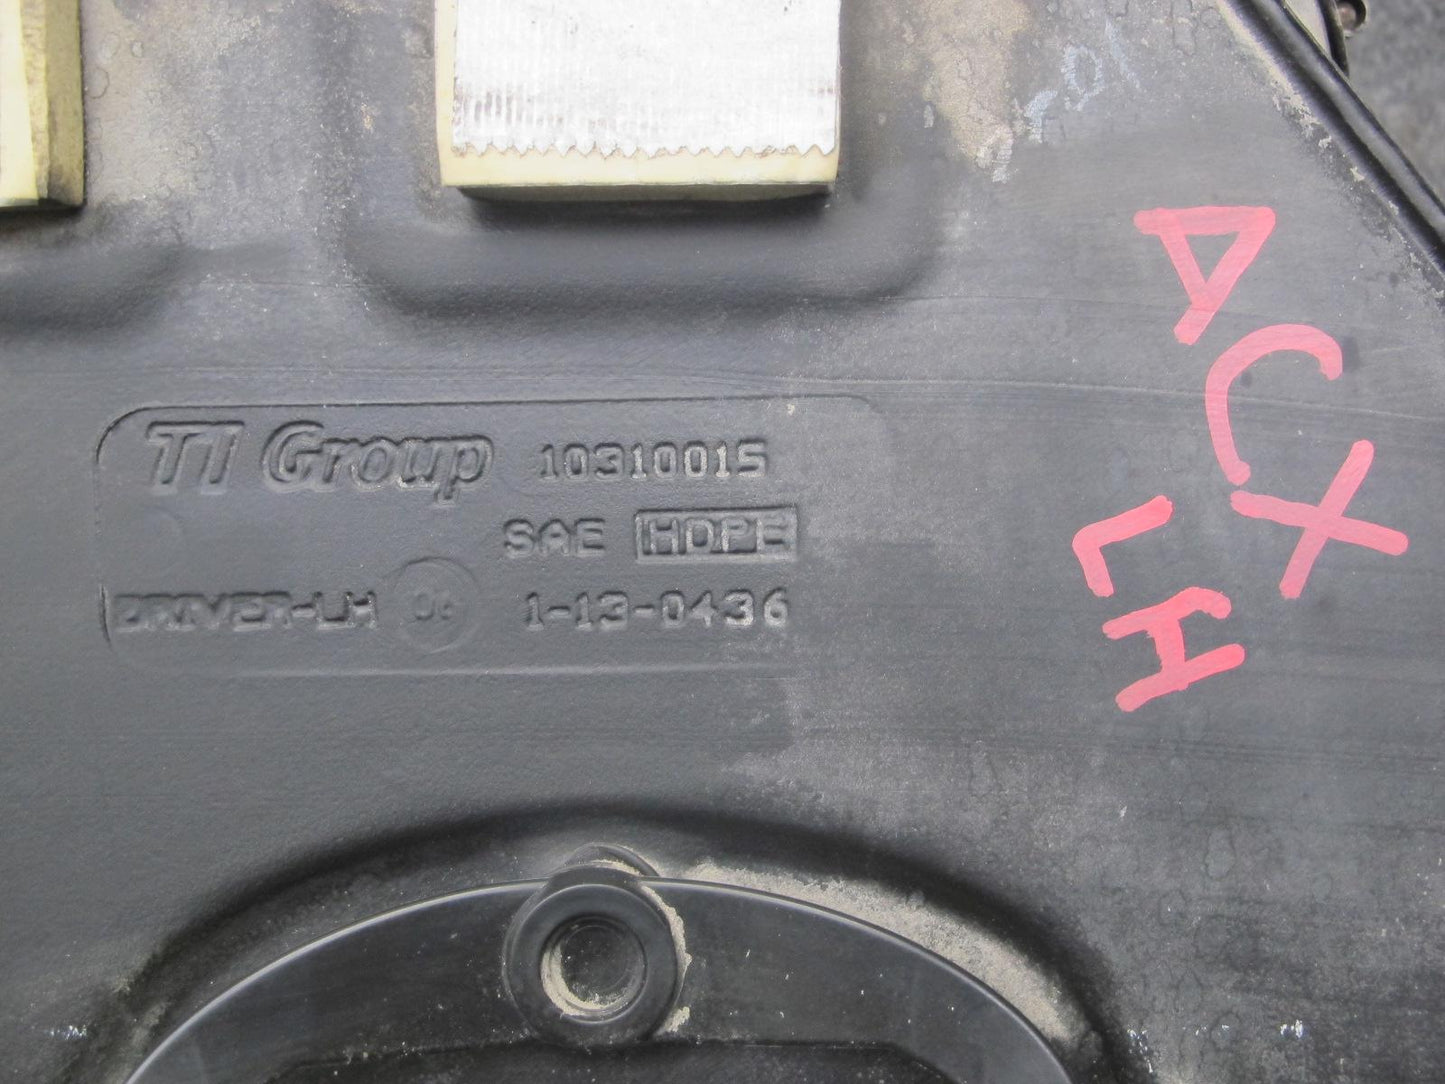 TI Group 10310015
SAE HDPE
DRIVER-LH 06 1-13-0436
ACX
LH